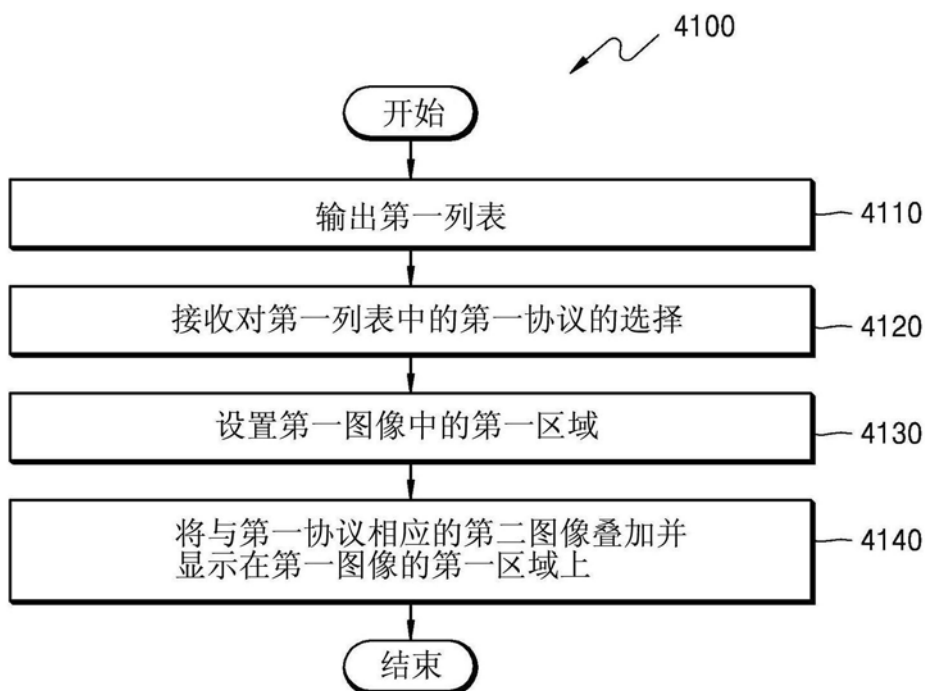 4100
开始
输出第一列表
4110
接收对第一列表中的第一协议的选择
4120
设置第一图像中的第一区域
4130
将与第一协议相应的第二图像叠加并
显示在第一图像的第一区域上
4140
结束